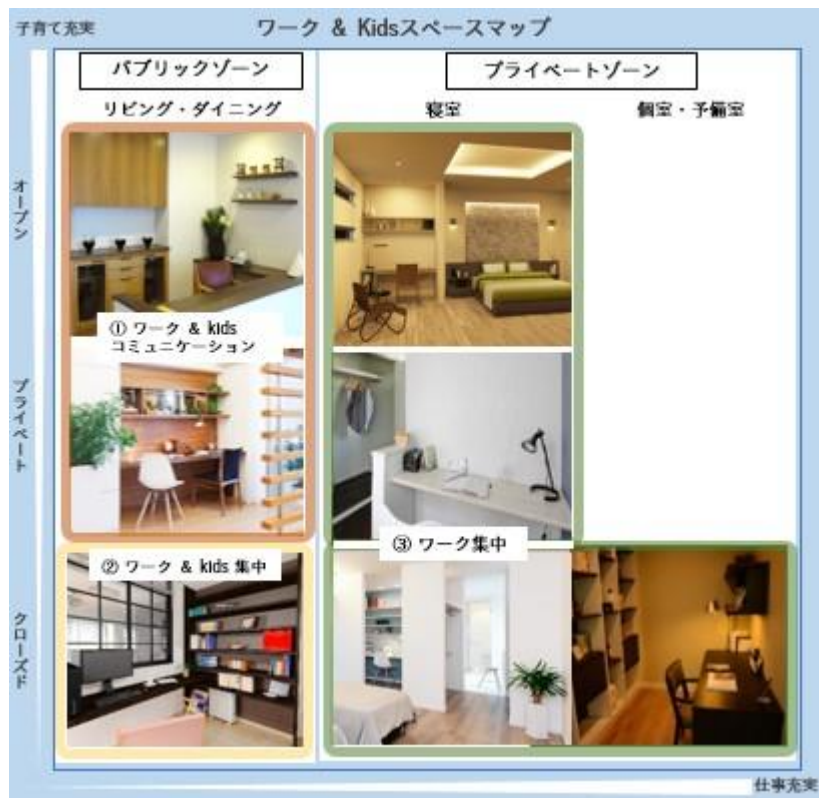 子育て充実
ワーク & Kidsスペースマップ
パブリックゾーン
プライベートゾーン
リビング・ダイニング
寝室
個室・予備室
オープン
① ワーク & kids
コミュニケーション
プライベート
③ ワーク集中
② ワーク & kids 集中
クローズド
仕事充実